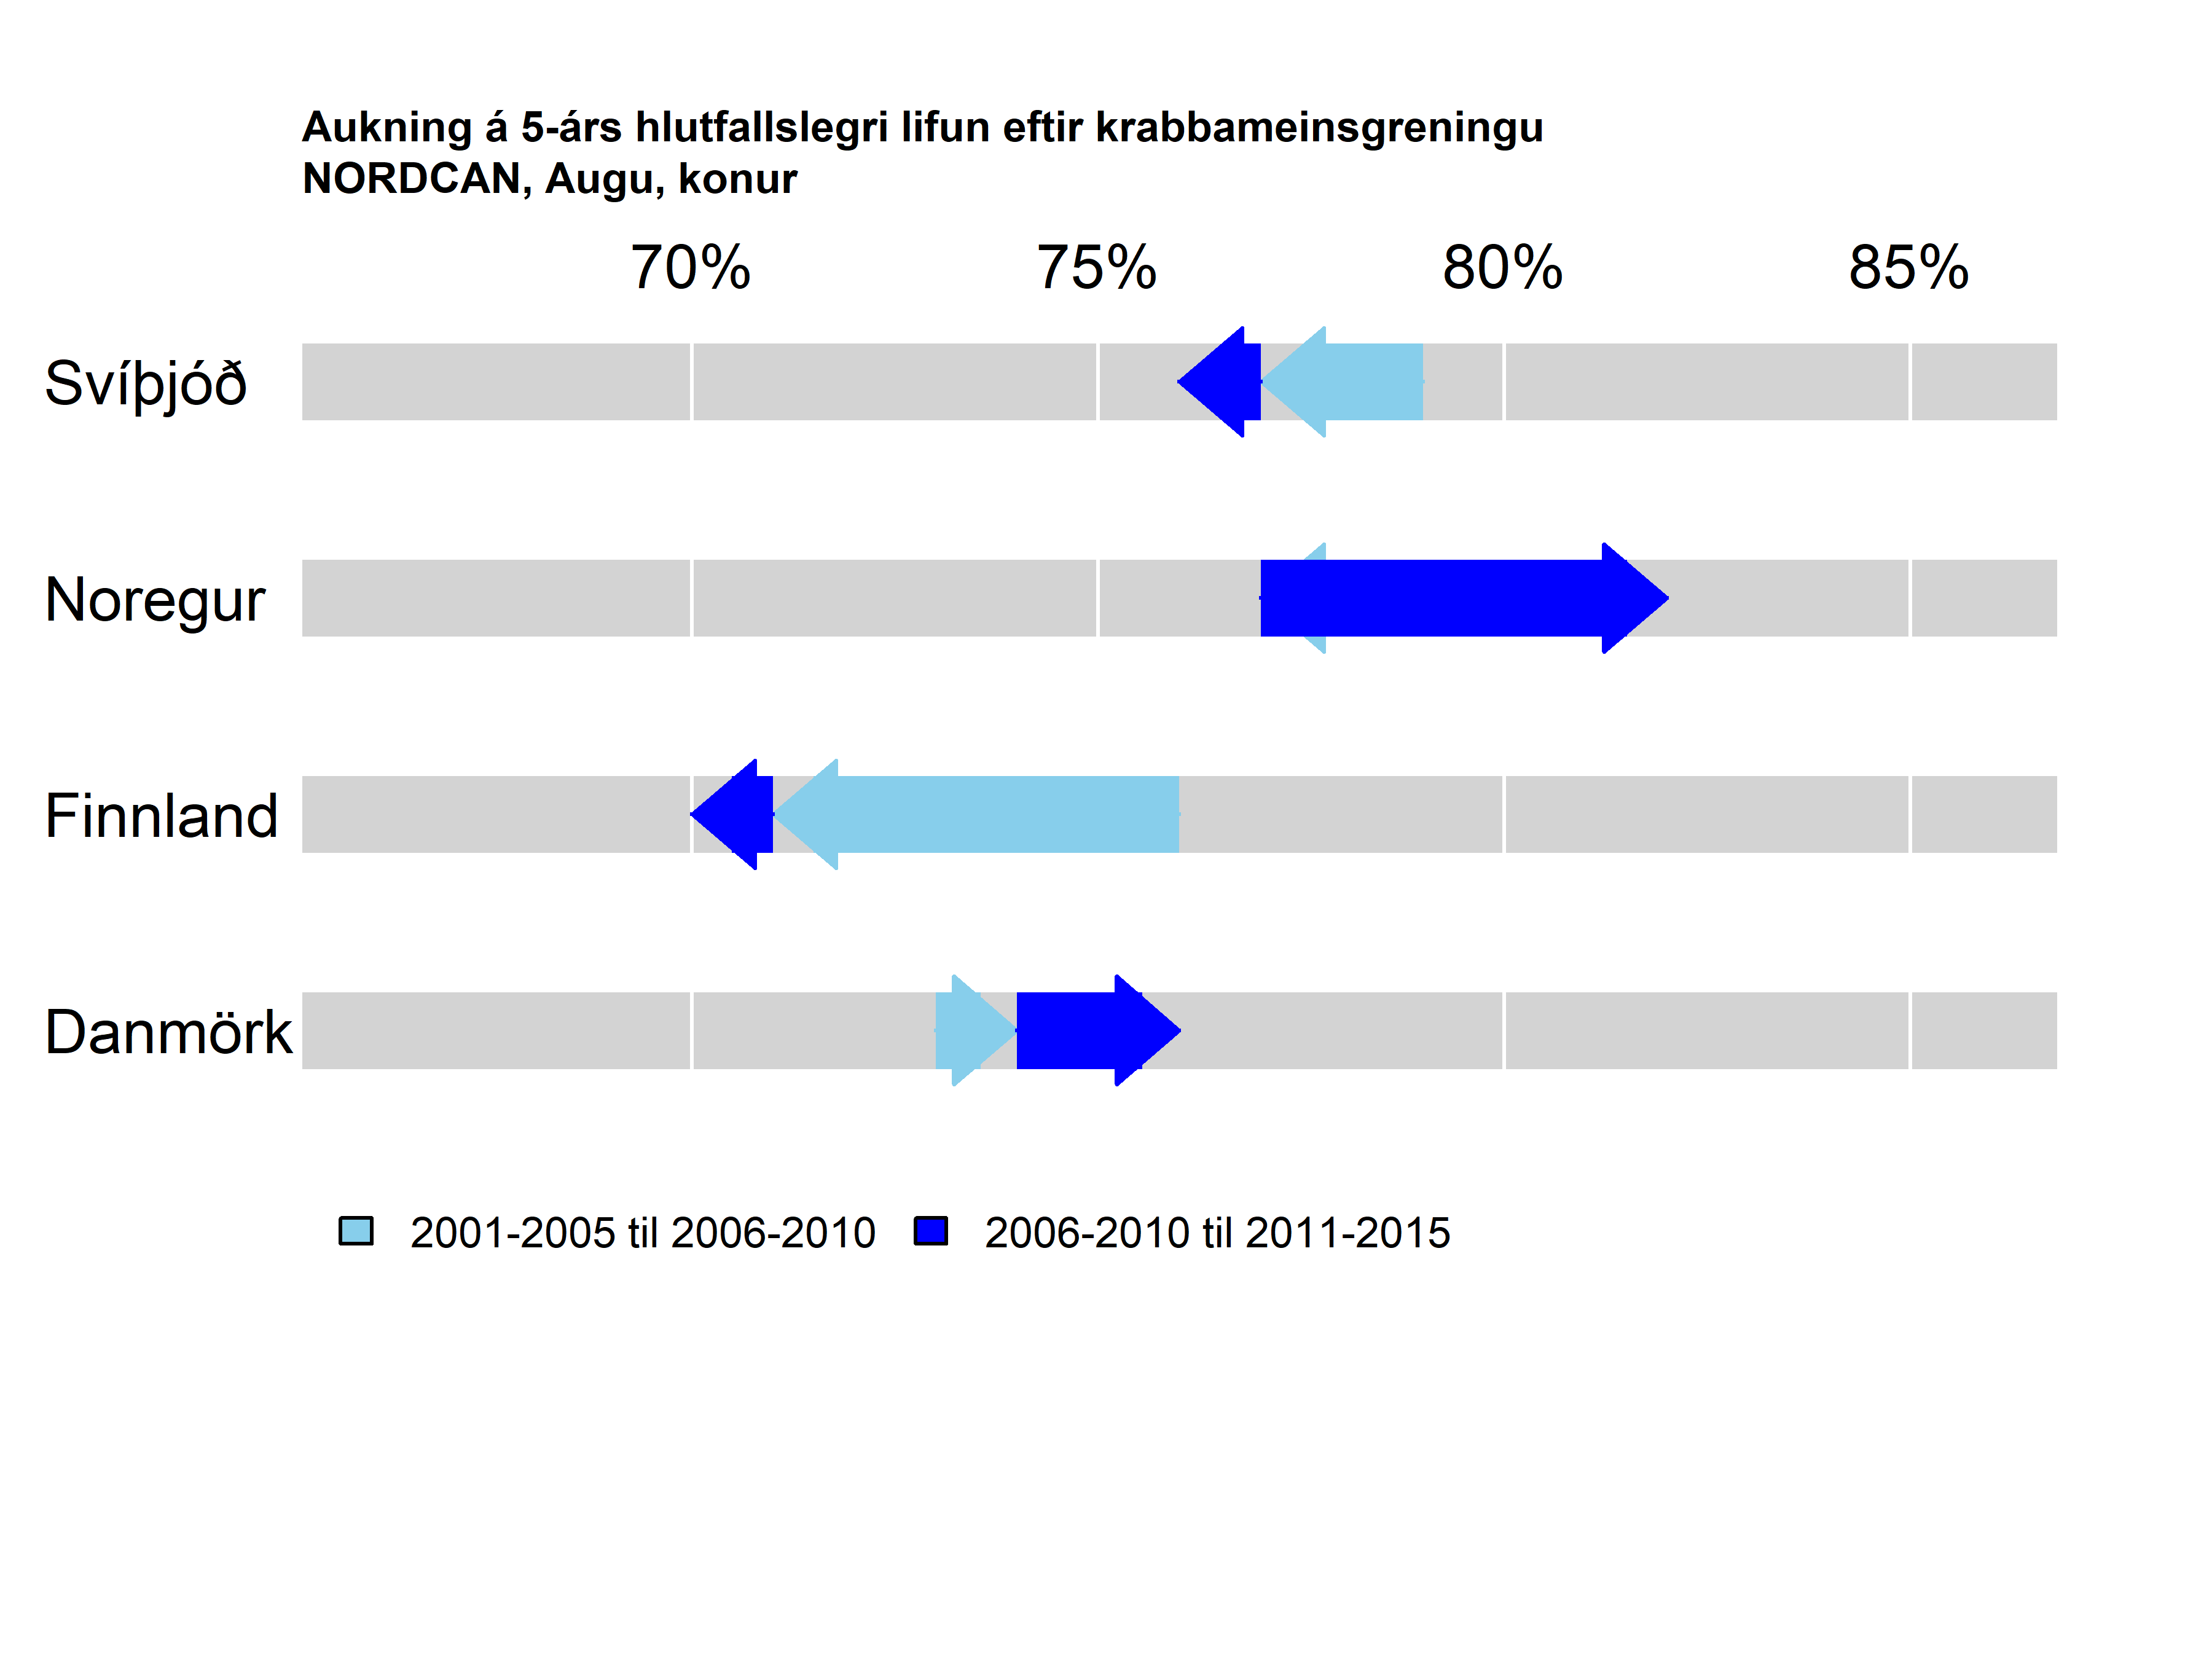 Aukning á 5-árs hlutfallslegri lifun eftir krabbameinsgreningu
NORDCAN, Augu, konur
70% 75% 80% 85%
Svíþjóð
Noregur
Finnland
Danmörk
2001-2005 til 2006-2010 2006-2010 til 2011-2015